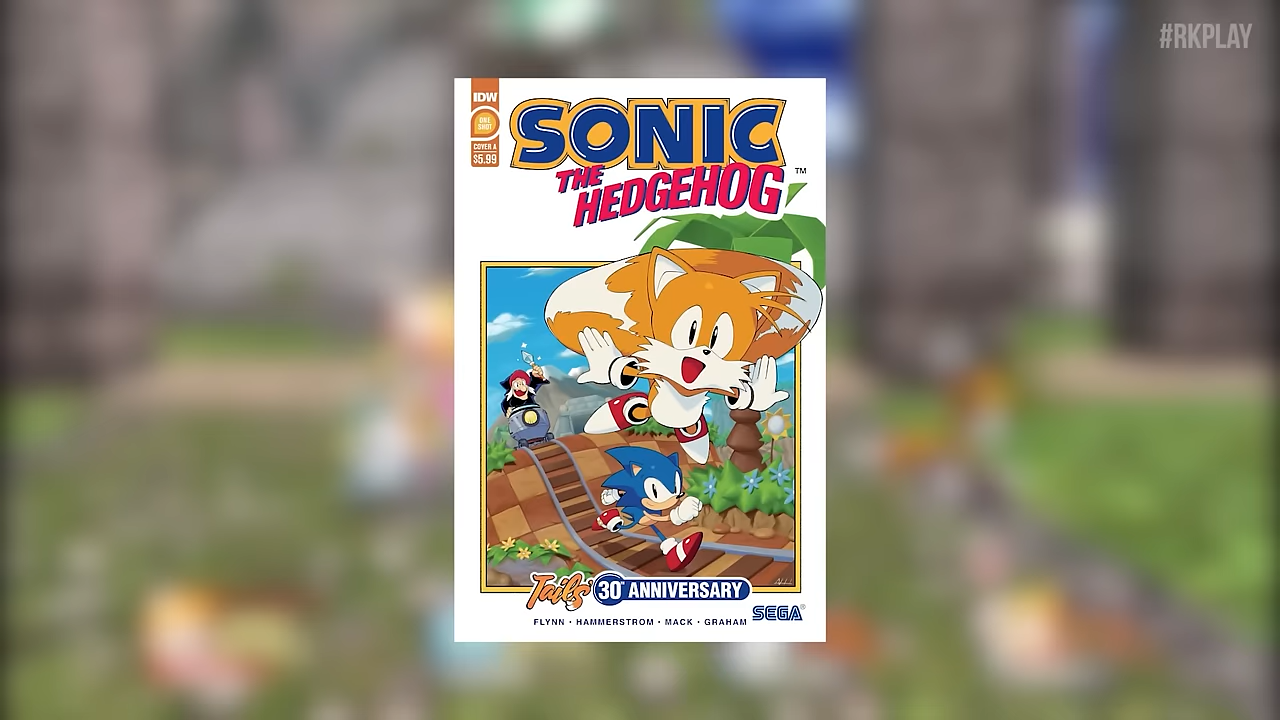 #RKPLAY
IDW
ONE
SHOT
COVER A
$5.99
SONIC
THE
HEDGEHOG
TM
Tails' 30TH ANNIVERSARY
FLYNN • HAMMERSTROM • MACK • GRAHAM
SEGA®